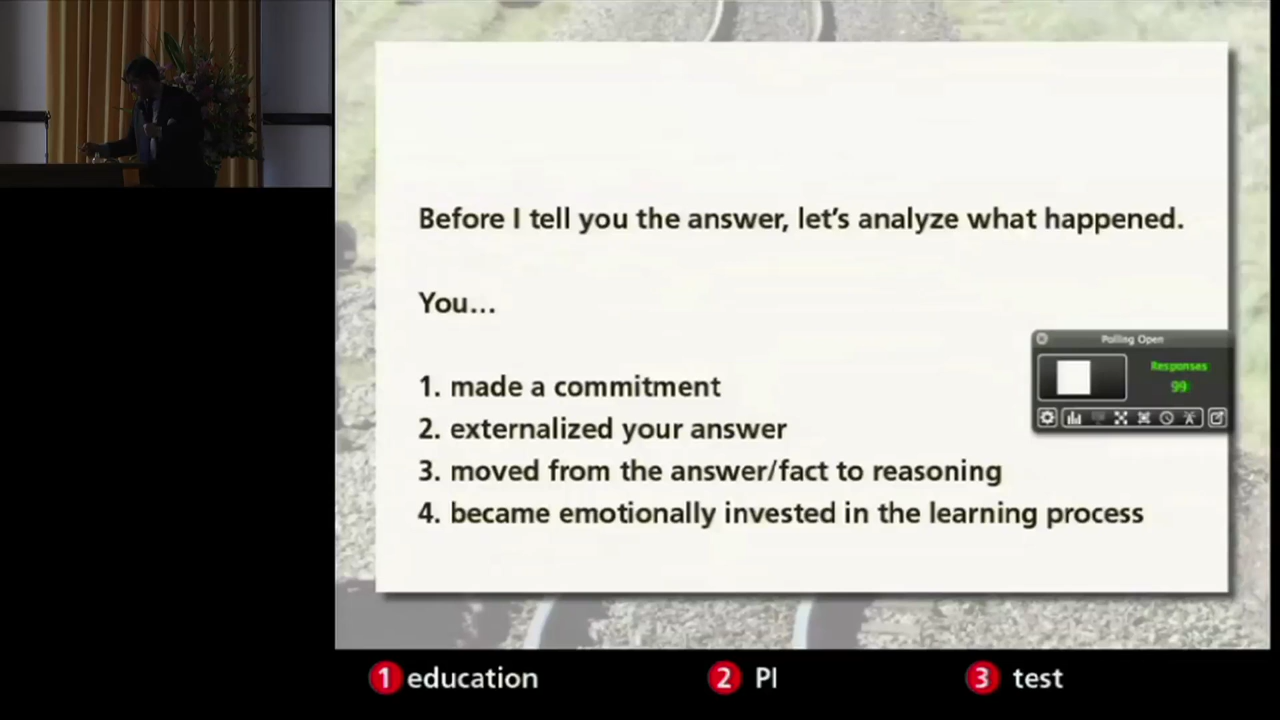 Before I tell you the answer, let's analyze what happened.
You...
1. made a commitment
2. externalized your answer
3. moved from the answer/fact to reasoning
4. became emotionally invested in the learning process
Polling Open
Responses
99
1 education
2 PI
3 test